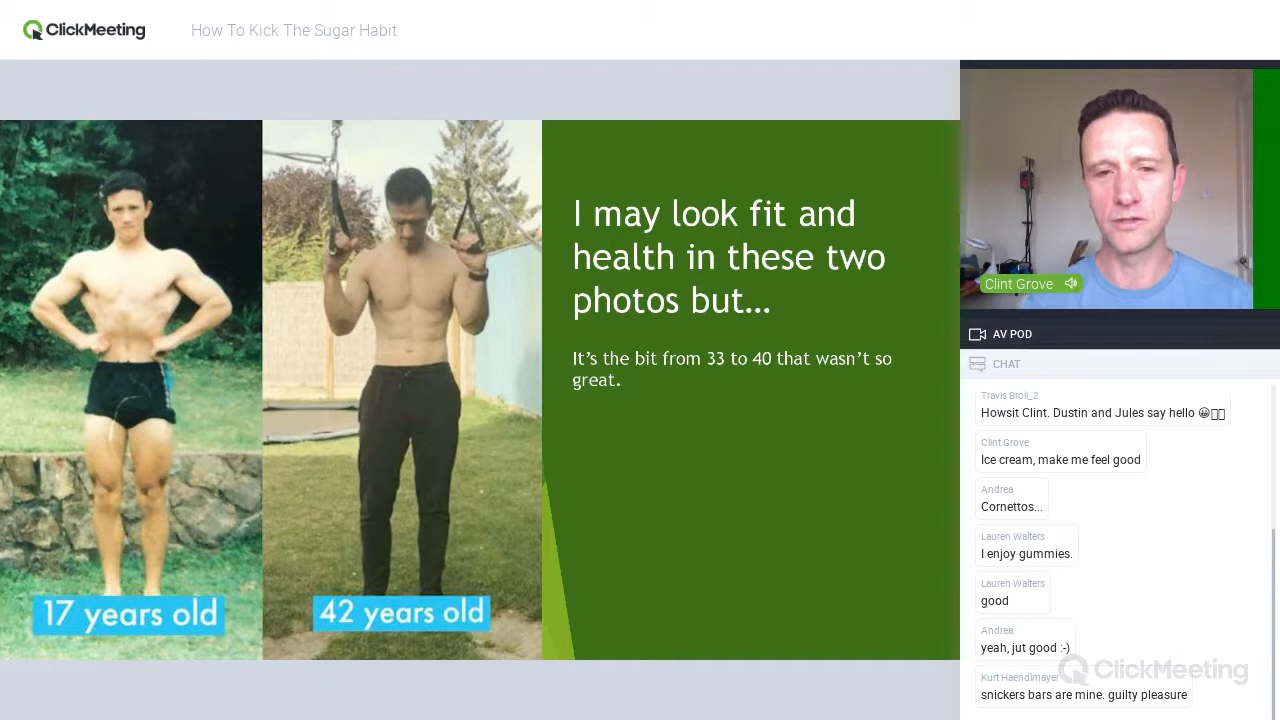 ClickMeeting
How To Kick The Sugar Habit
17 years old
42 years old
I may look fit and
health in these two
photos but...
It's the bit from 33 to 40 that wasn't so
great.
Clint Grove
AV POD
CHAT
Travis Broli_2
Howsit Clint. Dustin and Jules say hello 😀
Clint Grove
Ice cream, make me feel good
Andrea
Cornettos...
Lauren Walters
I enjoy gummies.
Lauren Walters
good
Andrea
yeah, jut good :-)
Kurt Haendlmayer
snickers bars are mine. guilty pleasure
ClickMeeting